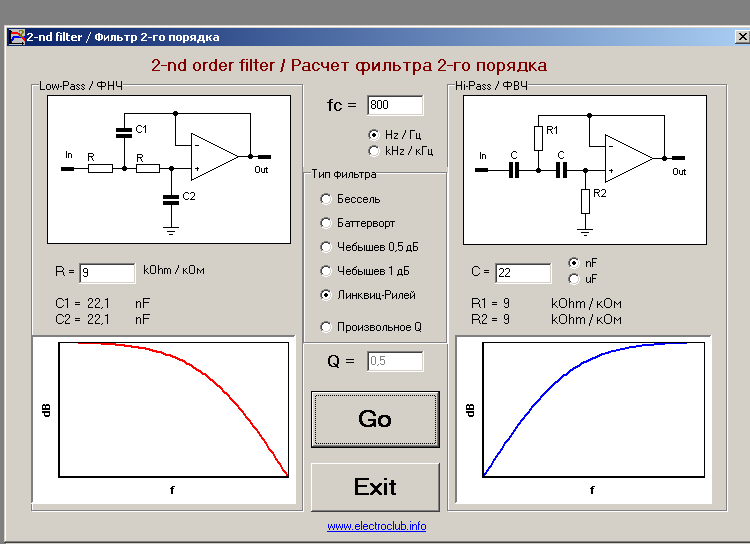 2-nd filter / Фильтр 2-го порядка
2-nd order filter / Расчет фильтра 2-го порядка
Low-Pass / ФНЧ
C1
In
R
R
Out
C2
R = 9 kOhm / кОм
C1 = 22,1 nF
C2 = 22,1 nF
dB
f
fc = 800
Hz / Гц
kHz / кГц
Тип фильтра
Бессель
Баттерворт
Чебышев 0,5 дБ
Чебышев 1 дБ
Линквиц-Рилей
Произвольное Q
Q = 0,5
Go
Exit
www.electroclub.info
Hi-Pass / ФВЧ
R1
In
C
C
Out
R2
C = 22
nF
uF
R1 = 9 kOhm / кОм
R2 = 9 kOhm / кОм
dB
f